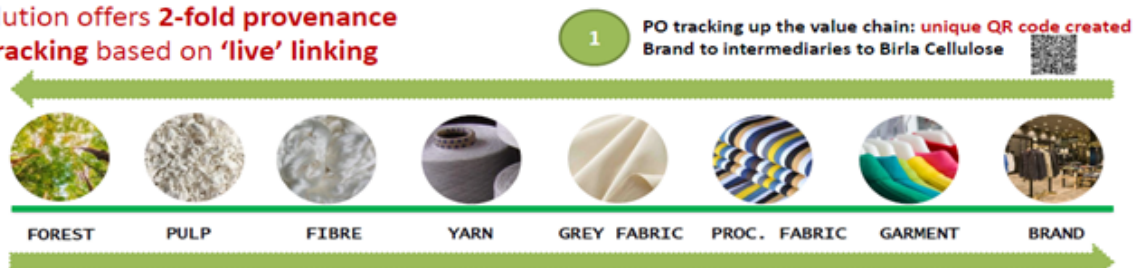 lution offers 2-fold provenance
racking based on ‘live’ linking
1
PO tracking up the value chain: unique QR code created
Brand to intermediaries to Birla Cellulose
FOREST PULP FIBRE YARN GREY FABRIC PROC. FABRIC GARMENT BRAND